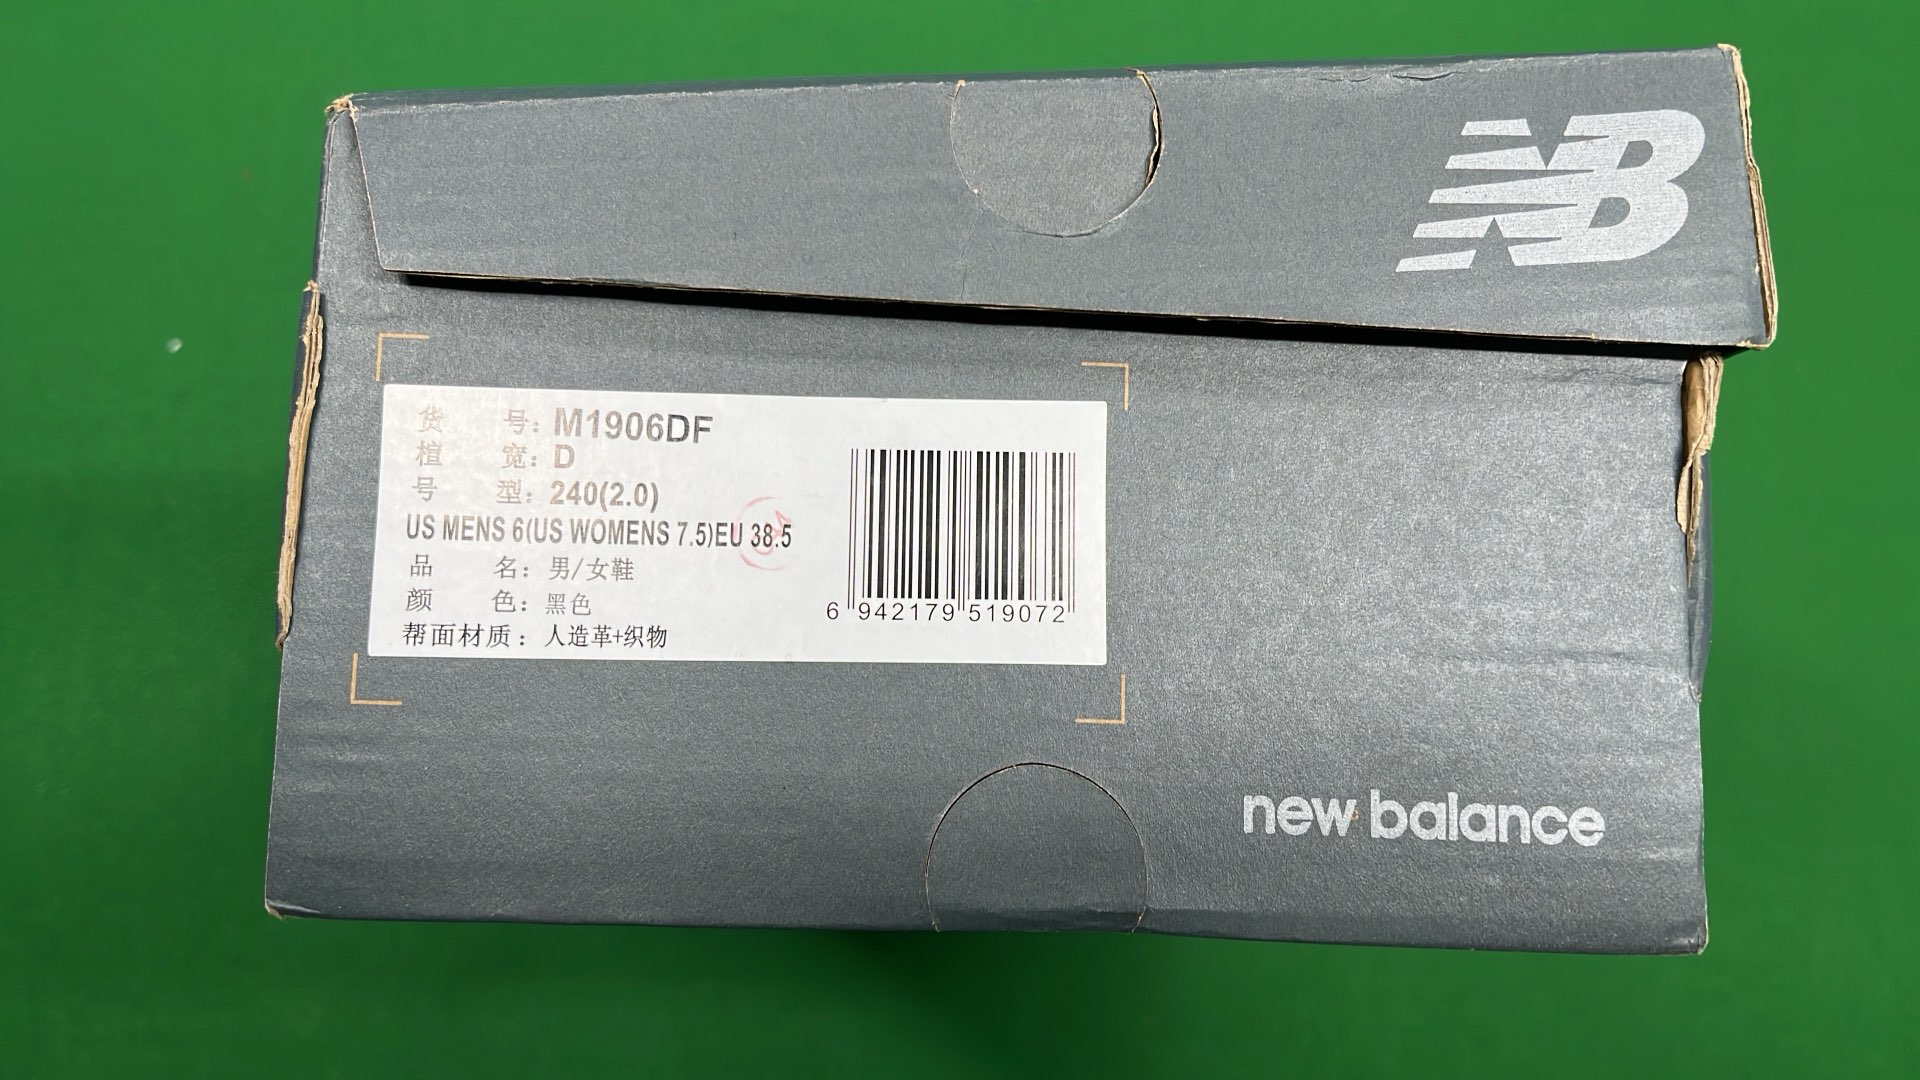 NB
货 号: M1906DF
楦 宽: D
号 型: 240(2.0)
US MENS 6(US WOMENS 7.5)EU 38.5
品 名: 男/女鞋
颜 色: 黑色
帮面材质: 人造革+织物
6 942179 519072
new balance